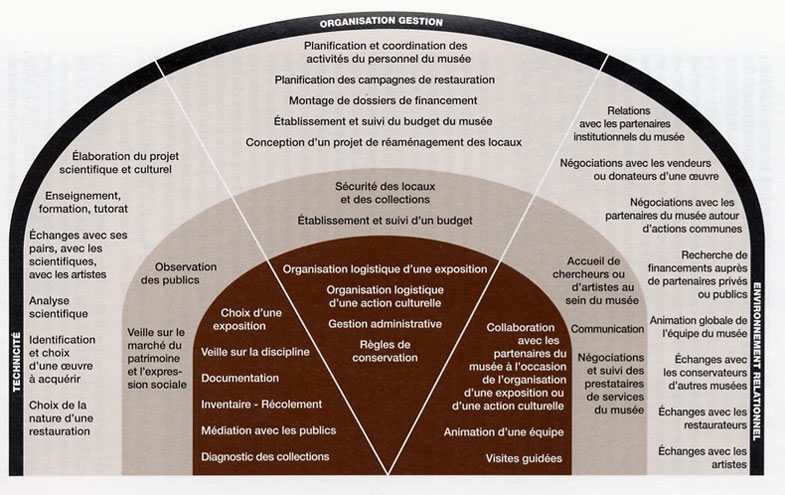 ORGANISATION GESTION
Planification et coordination des
activités du personnel du musée
Planification des campagnes de restauration
Montage de dossiers de financement
Établissement et suivi du budget du musée
Conception d'un projet de réaménagement des locaux
Sécurité des locaux
et des collections
Établissement et suivi d'un budget
Organisation logistique d'une exposition
Organisation logistique
d'une action culturelle
Gestion administrative
Règles de
conservation
TECHNICITÉ
Élaboration du projet
scientifique et culturel
Enseignement,
formation, tutorat
Échanges avec ses
pairs, avec les
scientifiques,
avec les artistes
Analyse
scientifique
Identification
et choix
d'une œuvre
à acquérir
Choix de la
nature d'une
restauration
Observation
des publics
Veille sur le
marché du
patrimoine
et l'expres-
sion sociale
Choix d'une
exposition
Veille sur la discipline
Documentation
Inventaire - Récolement
Médiation avec les publics
Diagnostic des collections
ENVIRONNEMENT RELATIONNEL
Relations
avec les partenaires
institutionnels du musée
Négociations avec les vendeurs
ou donateurs d'une œuvre
Négociations avec les
partenaires du musée autour
d'actions communes
Recherche de
financements auprès
de partenaires privés
ou publics
Animation globale de
l'équipe du musée
Échanges avec
les conservateurs
d'autres musées
Échanges avec les
restaurateurs
Échanges avec les
artistes
Accueil de
chercheurs ou
d'artistes au
sein du musée
Communication
Négociations
et suivi des
prestataires
de services
du musée
Collaboration
avec les
partenaires du
musée à l'occasion
de l'organisation
d'une exposition ou
d'une action culturelle
Animation d'une équipe
Visites guidées